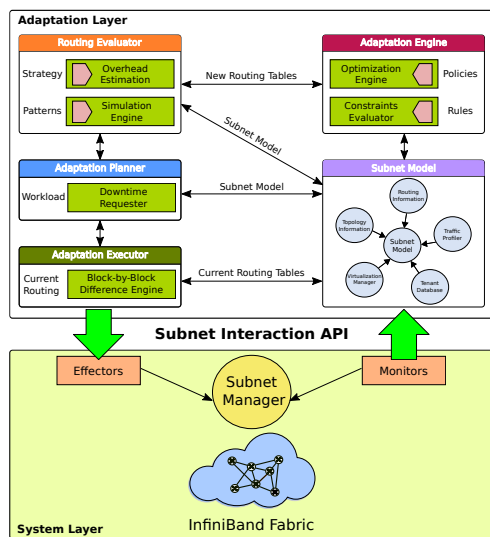 Adaptation Layer
Routing Evaluator
Strategy
Overhead
Estimation
Patterns
Simulation
Engine
New Routing Tables
Adaptation Engine
Optimization
Engine
Policies
Constraints
Evaluator
Rules
Subnet Model
Adaptation Planner
Workload
Downtime
Requester
Subnet Model
Subnet Model
Routing
Information
Topology
Information
Traffic
Profiler
Subnet
Model
Virtualization
Manager
Tenant
Database
Adaptation Executor
Current
Routing
Block-by-Block
Difference Engine
Current Routing Tables
Subnet Interaction API
Effectors
Subnet
Manager
Monitors
InfiniBand Fabric
System Layer